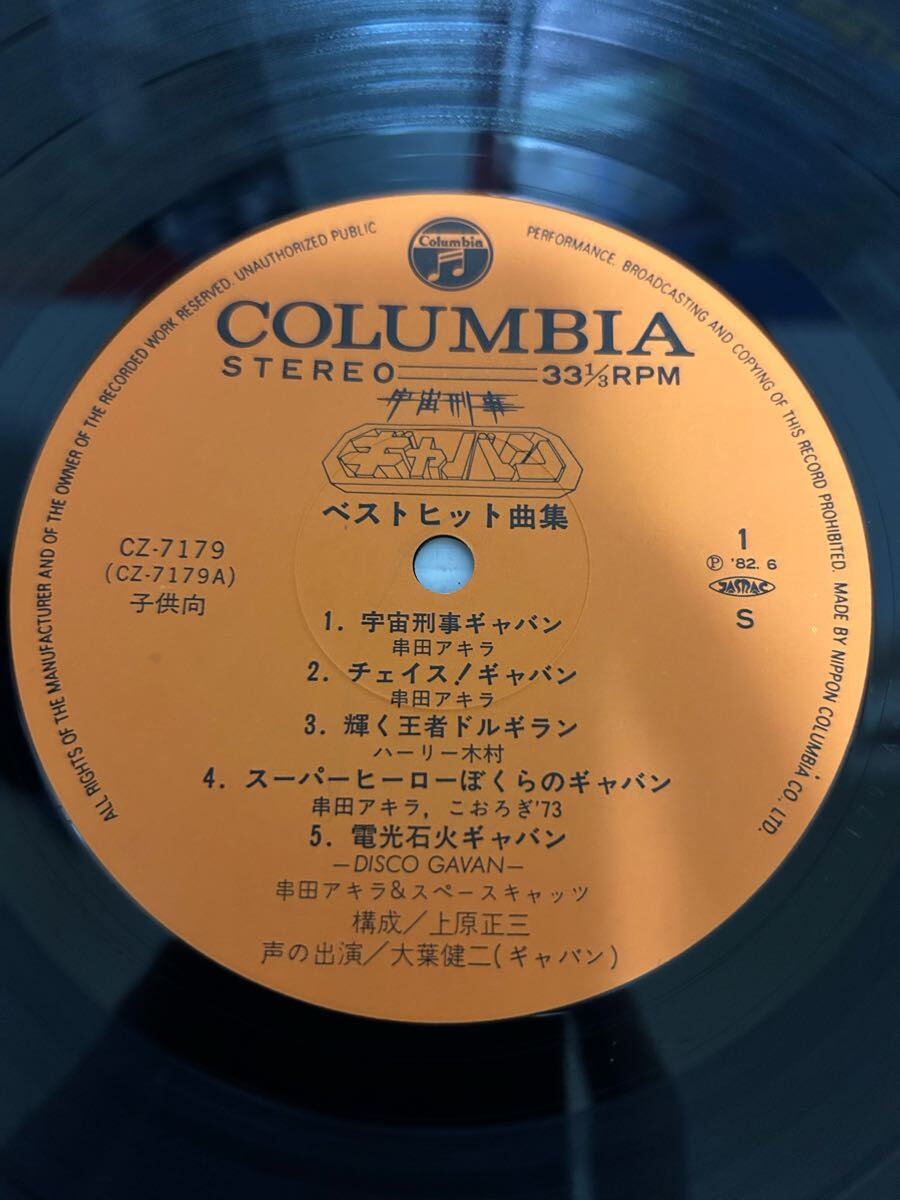 Columbia
ALL RIGHTS OF THE MANUFACTURER AND OF THE OWNER OF THE RECORDED WORK RESERVED. UNAUTHORIZED PUBLIC PERFORMANCE, BROADCASTING AND COPYING OF THIS RECORD PROHIBITED. MADE BY NIPPON COLUMBIA CO., LTD.
COLUMBIA
STEREO 33 1/3 RPM
宇宙刑事
ギャバン
ベストヒット曲集
CZ-7179
(CZ-7179A)
子供向
1
Ⓟ '82. 6
JASRAC
S
1. 宇宙刑事ギャバン
串田アキラ
2. チェイス!ギャバン
串田アキラ
3. 輝く王者ドルギラン
ハーリー木村
4. スーパーヒーローぼくらのギャバン
串田アキラ, こおろぎ'73
5. 電光石火ギャバン
—DISCO GAVAN—
串田アキラ&スペースキャッツ
構成/上原正三
声の出演/大葉健二(ギャバン)